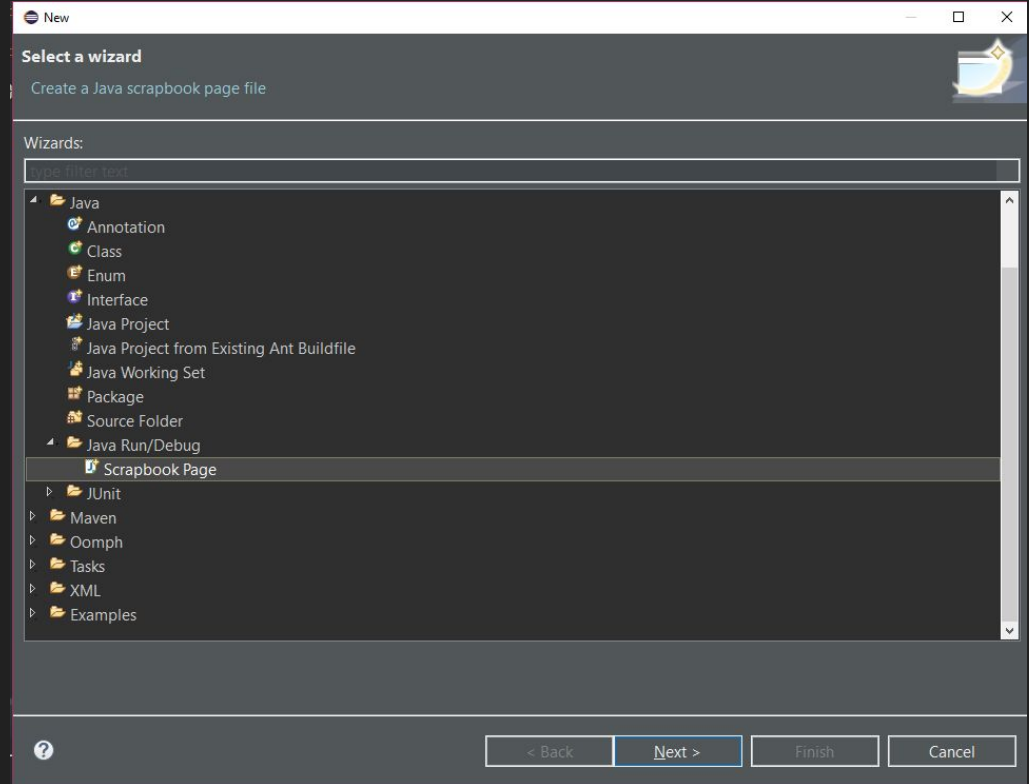 New
Select a wizard
Create a Java scrapbook page file
Wizards:
type filter text
Java
Annotation
Class
Enum
Interface
Java Project
Java Project from Existing Ant Buildfile
Java Working Set
Package
Source Folder
Java Run/Debug
Scrapbook Page
JUnit
Maven
Oomph
Tasks
XML
Examples
< Back
Next >
Finish
Cancel